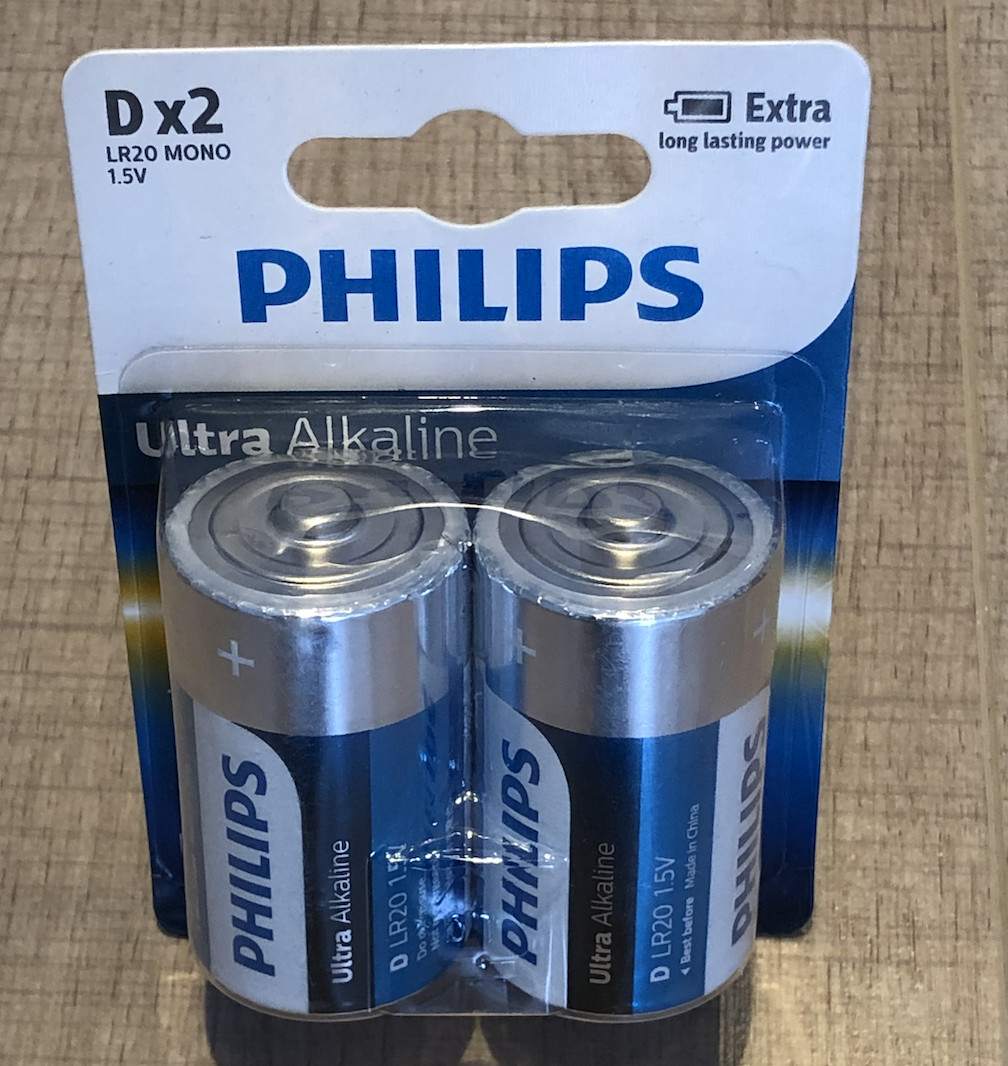 D x2
LR20 MONO
1.5V
Extra
long lasting power
PHILIPS
Ultra Alkaline
+
PHILIPS
Ultra Alkaline
D LR20 1.5V
+
+
PHILIPS
Ultra Alkaline
D LR20 1.5V
Best before Made in China
PHILIPS